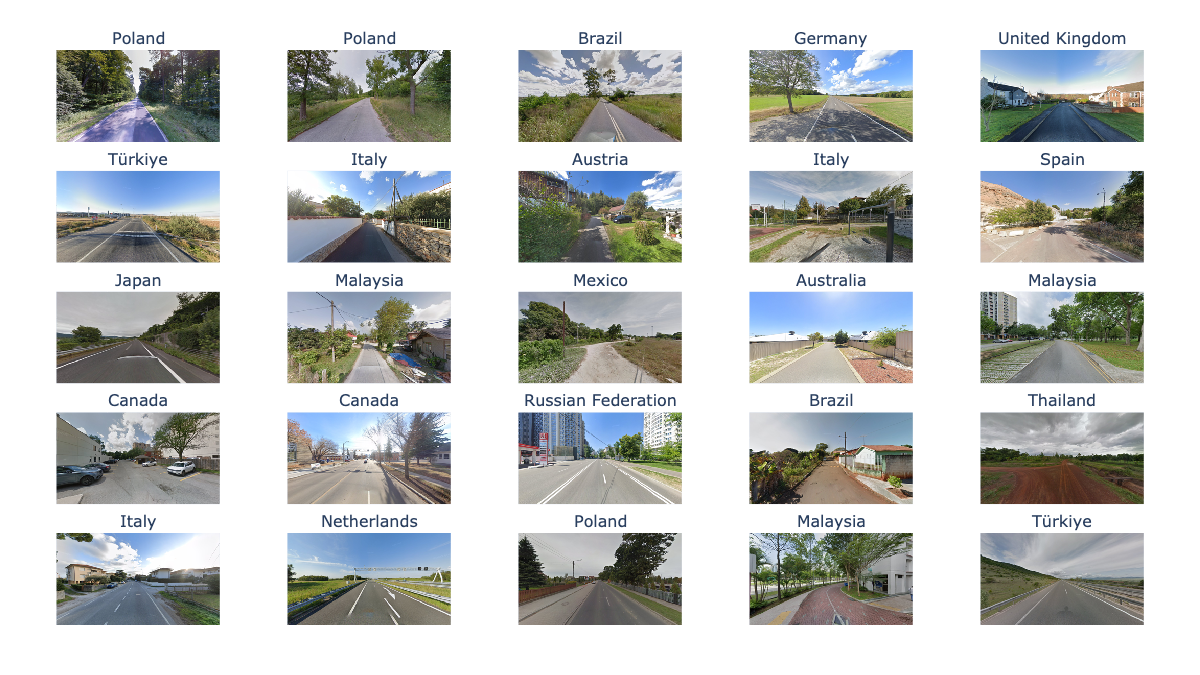 Poland
Poland
Brazil
Germany
United Kingdom
Türkiye
Italy
Austria
Italy
Spain
Japan
Malaysia
Mexico
Australia
Malaysia
Canada
Canada
Russian Federation
Brazil
Thailand
Italy
Netherlands
Poland
Malaysia
Türkiye